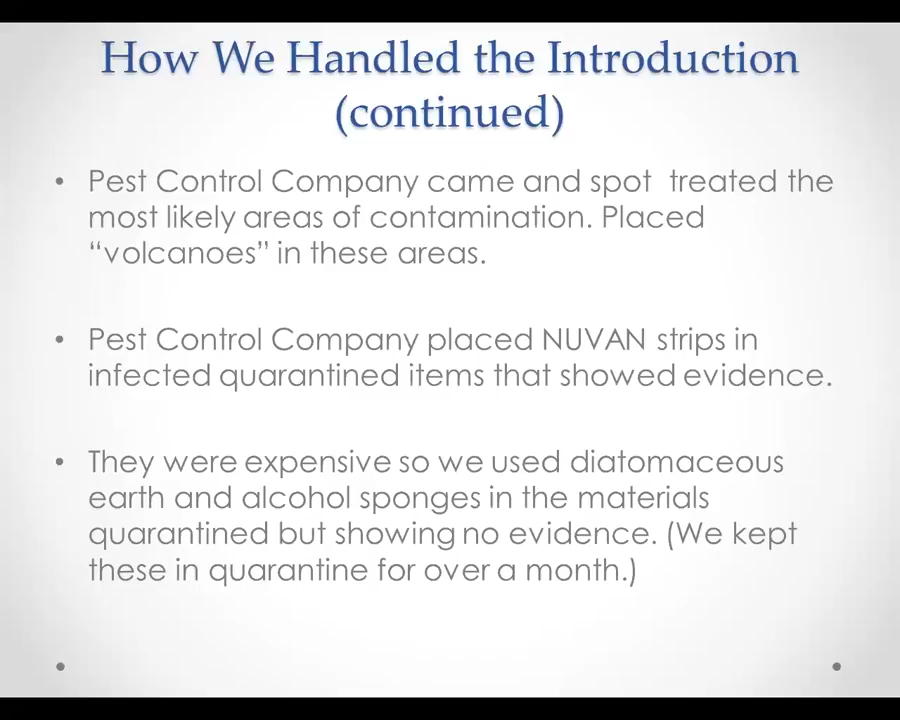 How We Handled the Introduction
(continued)
• Pest Control Company came and spot  treated the
most likely areas of contamination. Placed
“volcanoes” in these areas.
• Pest Control Company placed NUVAN strips in
infected quarantined items that showed evidence.
• They were expensive so we used diatomaceous
earth and alcohol sponges in the materials
quarantined but showing no evidence. (We kept
these in quarantine for over a month.)